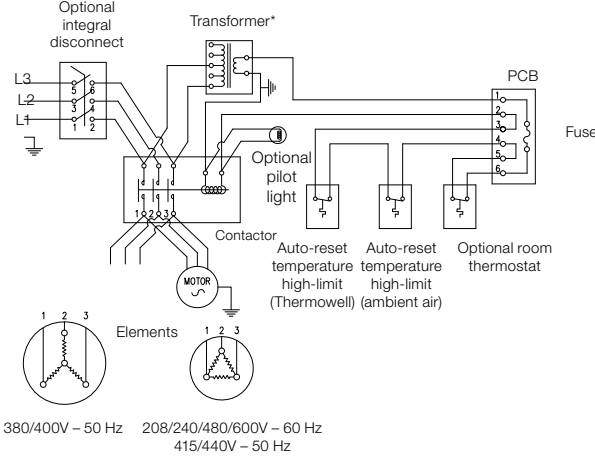 Optional
integral
disconnect
Transformer*
L3
L2
L1
5 6
3 4
1 2
PCB
1
2
3
4
5
6
Fuse
Optional
pilot
light
1 2 3
Contactor
MOTOR
Auto-reset
temperature
high-limit
(Thermowell)
Auto-reset
temperature
high-limit
(ambient air)
Optional room
thermostat
1 2 3
Elements
1 2 3
380/400V – 50 Hz
208/240/480/600V – 60 Hz
415/440V – 50 Hz